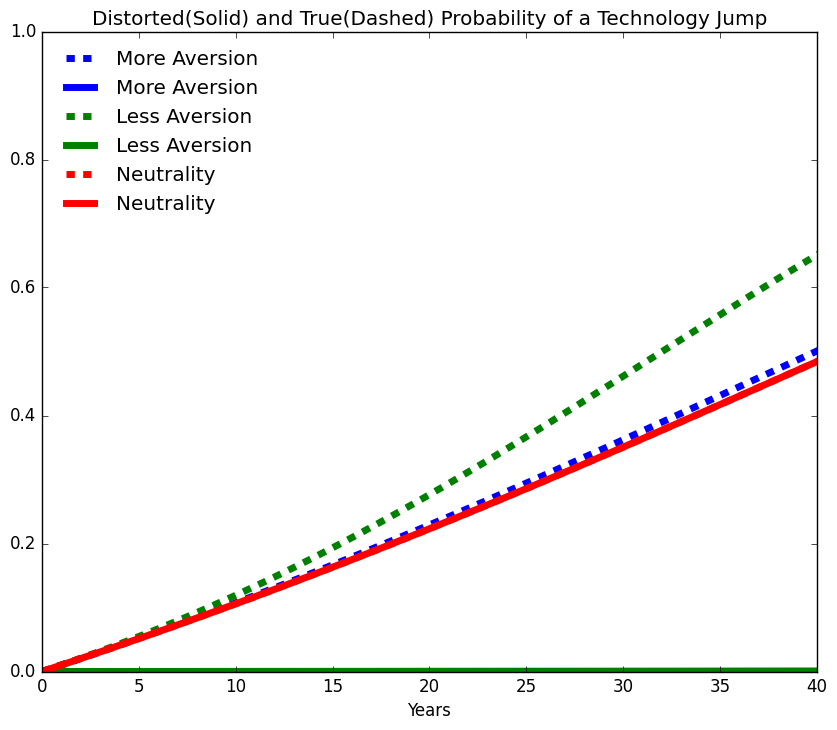 Distorted(Solid) and True(Dashed) Probability of a Technology Jump
1.0
More Aversion
More Aversion
Less Aversion
0.8
Less Aversion
Neutrality
Neutrality
0.6
0.4
0.2
0.0
0 5 10 15 20 25 30 35 40
Years